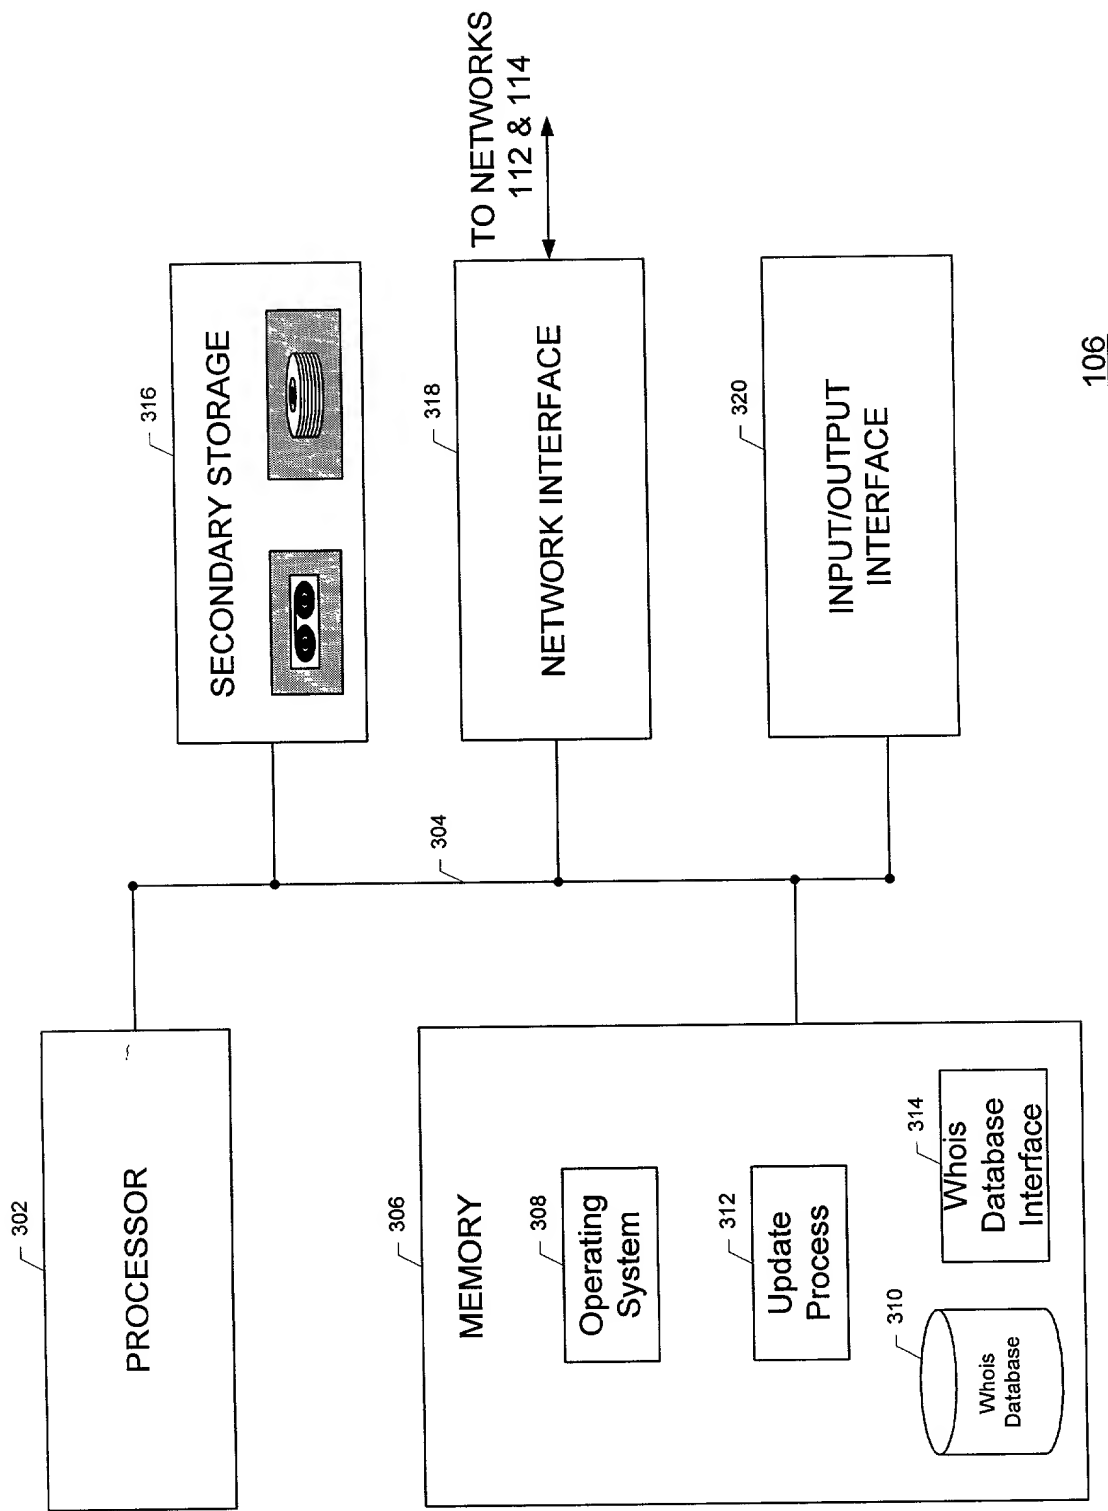 302
PROCESSOR
306
MEMORY
308
Operating
System
312
Update
Process
310
Whois
Database
314
Whois
Database
Interface
304
316
SECONDARY STORAGE
318
NETWORK INTERFACE
TO NETWORKS
112 & 114
320
INPUT/OUTPUT
INTERFACE
106